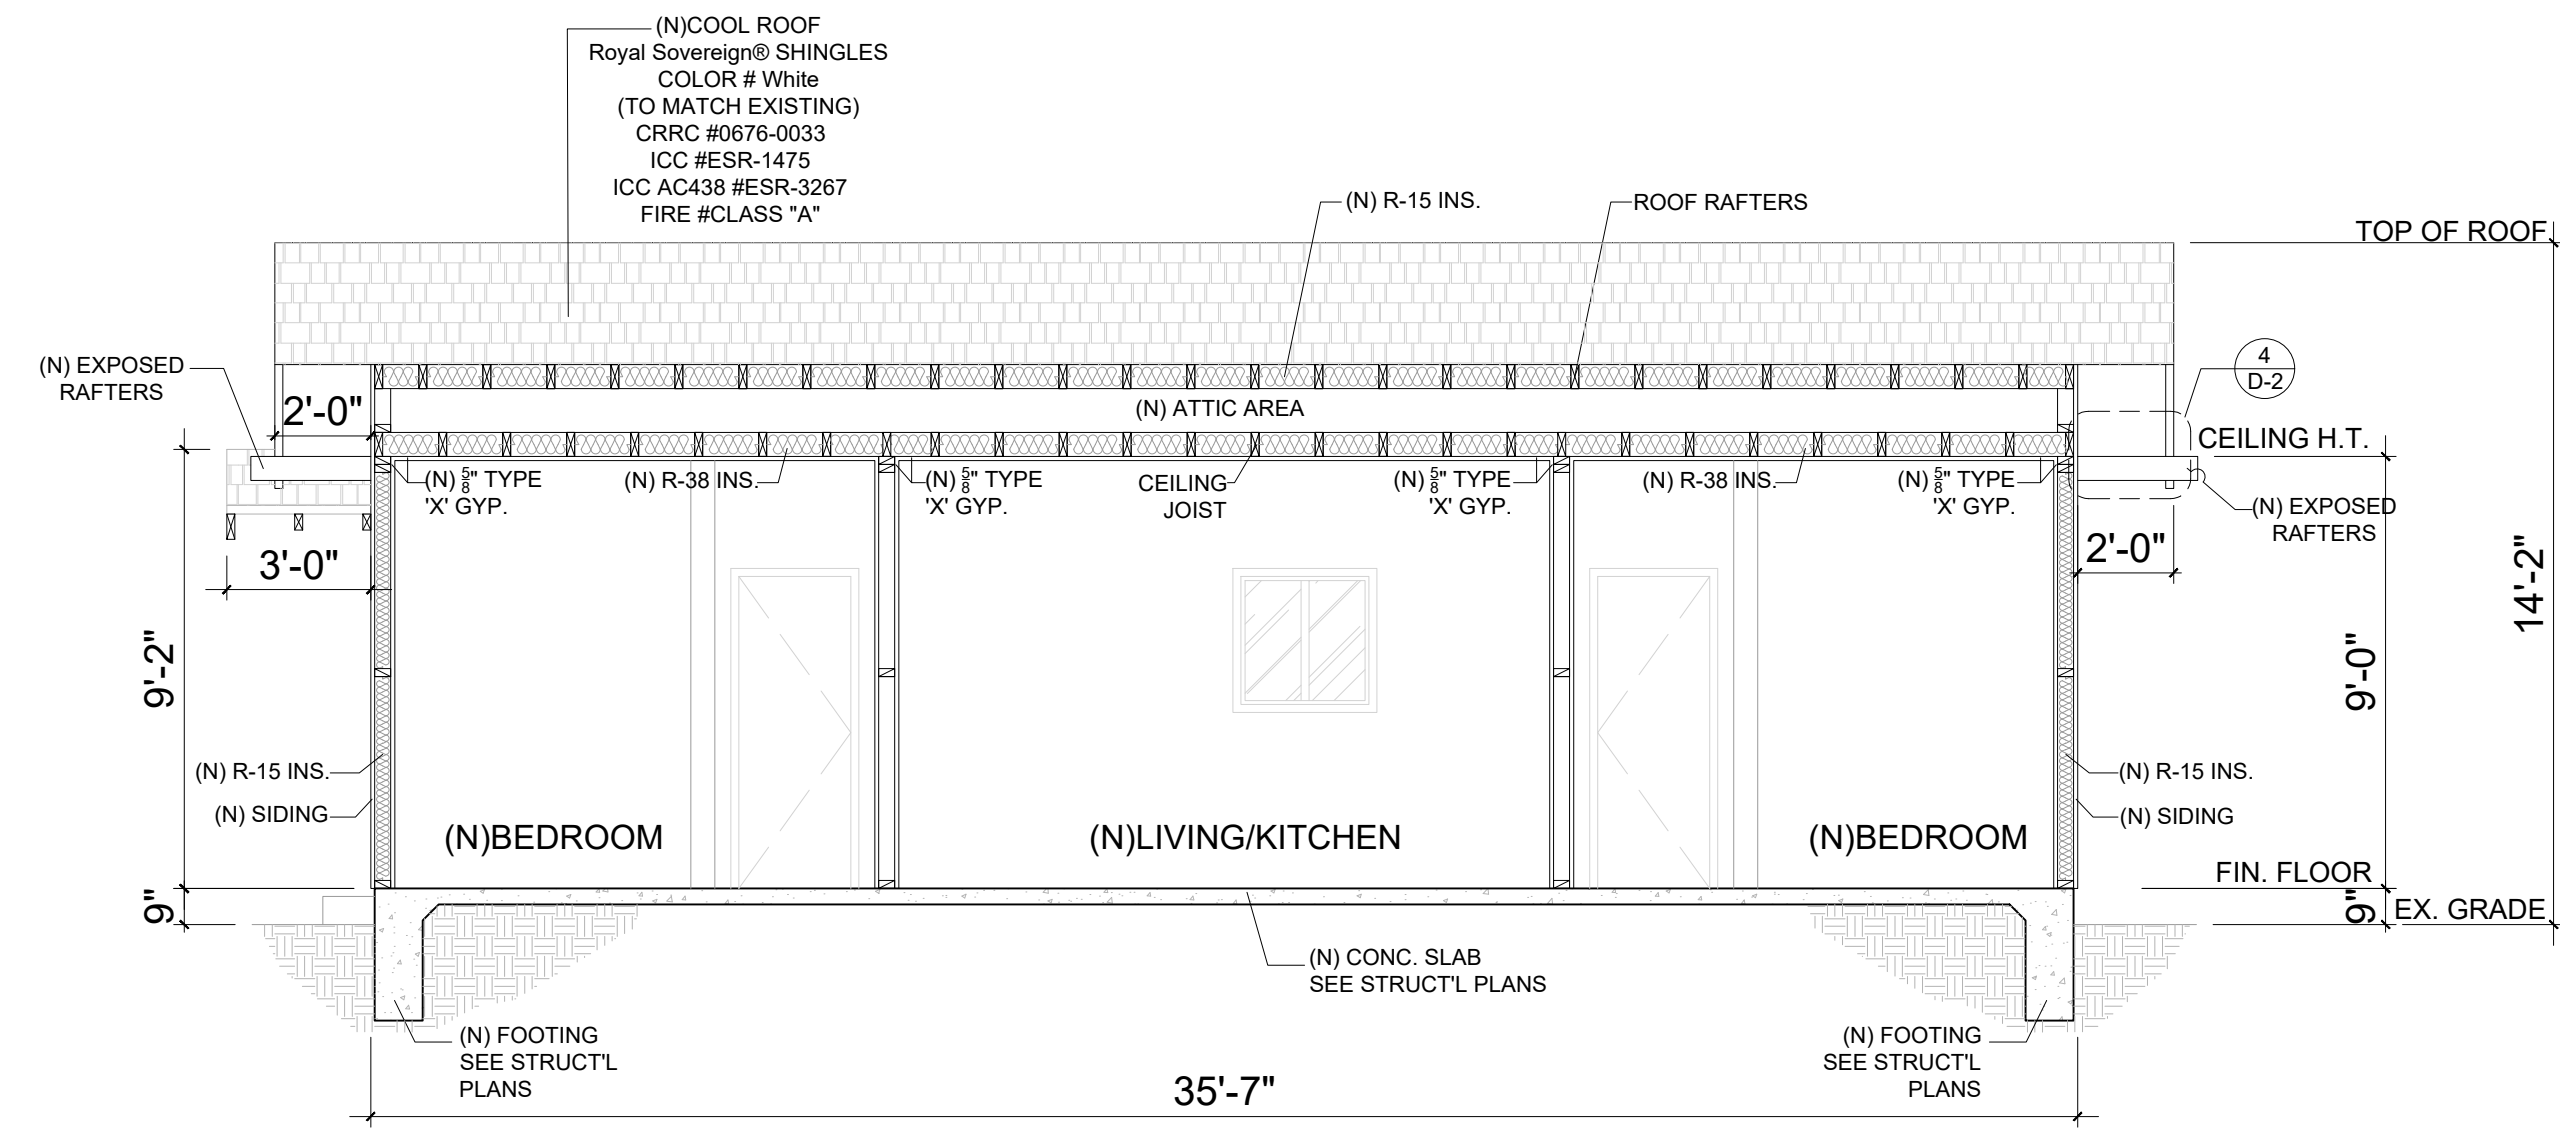 (N)COOL ROOF
Royal Sovereign® SHINGLES
COLOR # White
(TO MATCH EXISTING)
CRRC #0676-0033
ICC #ESR-1475
ICC AC438 #ESR-3267
FIRE #CLASS "A"
(N) R-15 INS.
ROOF RAFTERS
TOP OF ROOF
(N) EXPOSED
RAFTERS
4
D-2
2'-0"
(N) ATTIC AREA
CEILING H.T.
(N) 5/8" TYPE
'X' GYP.
(N) R-38 INS.
(N) 5/8" TYPE
'X' GYP.
CEILING
JOIST
(N) 5/8" TYPE
'X' GYP.
(N) R-38 INS.
(N) 5/8" TYPE
'X' GYP.
(N) EXPOSED
RAFTERS
3'-0"
2'-0"
14'-2"
9'-2"
9'-0"
(N) R-15 INS.
(N) SIDING
(N) R-15 INS.
(N) SIDING
(N)BEDROOM
(N)LIVING/KITCHEN
(N)BEDROOM
FIN. FLOOR
9"
9"
EX. GRADE
(N) CONC. SLAB
SEE STRUCT'L PLANS
(N) FOOTING
SEE STRUCT'L
PLANS
(N) FOOTING
SEE STRUCT'L
PLANS
35'-7"